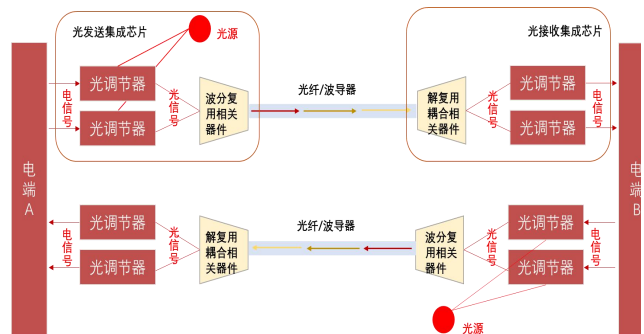 光发送集成芯片
光源
光接收集成芯片
电端A
电信号
光调节器
光调节器
光信号
波分复
用相关
器件
光纤/波导器
解复用
耦合相
关器件
光信号
光调节器
光调节器
电信号
电端B
电信号
光调节器
光调节器
光信号
解复用
耦合相
关器件
光纤/波导器
波分复
用相关
器件
光信号
光调节器
光调节器
电信号
光源